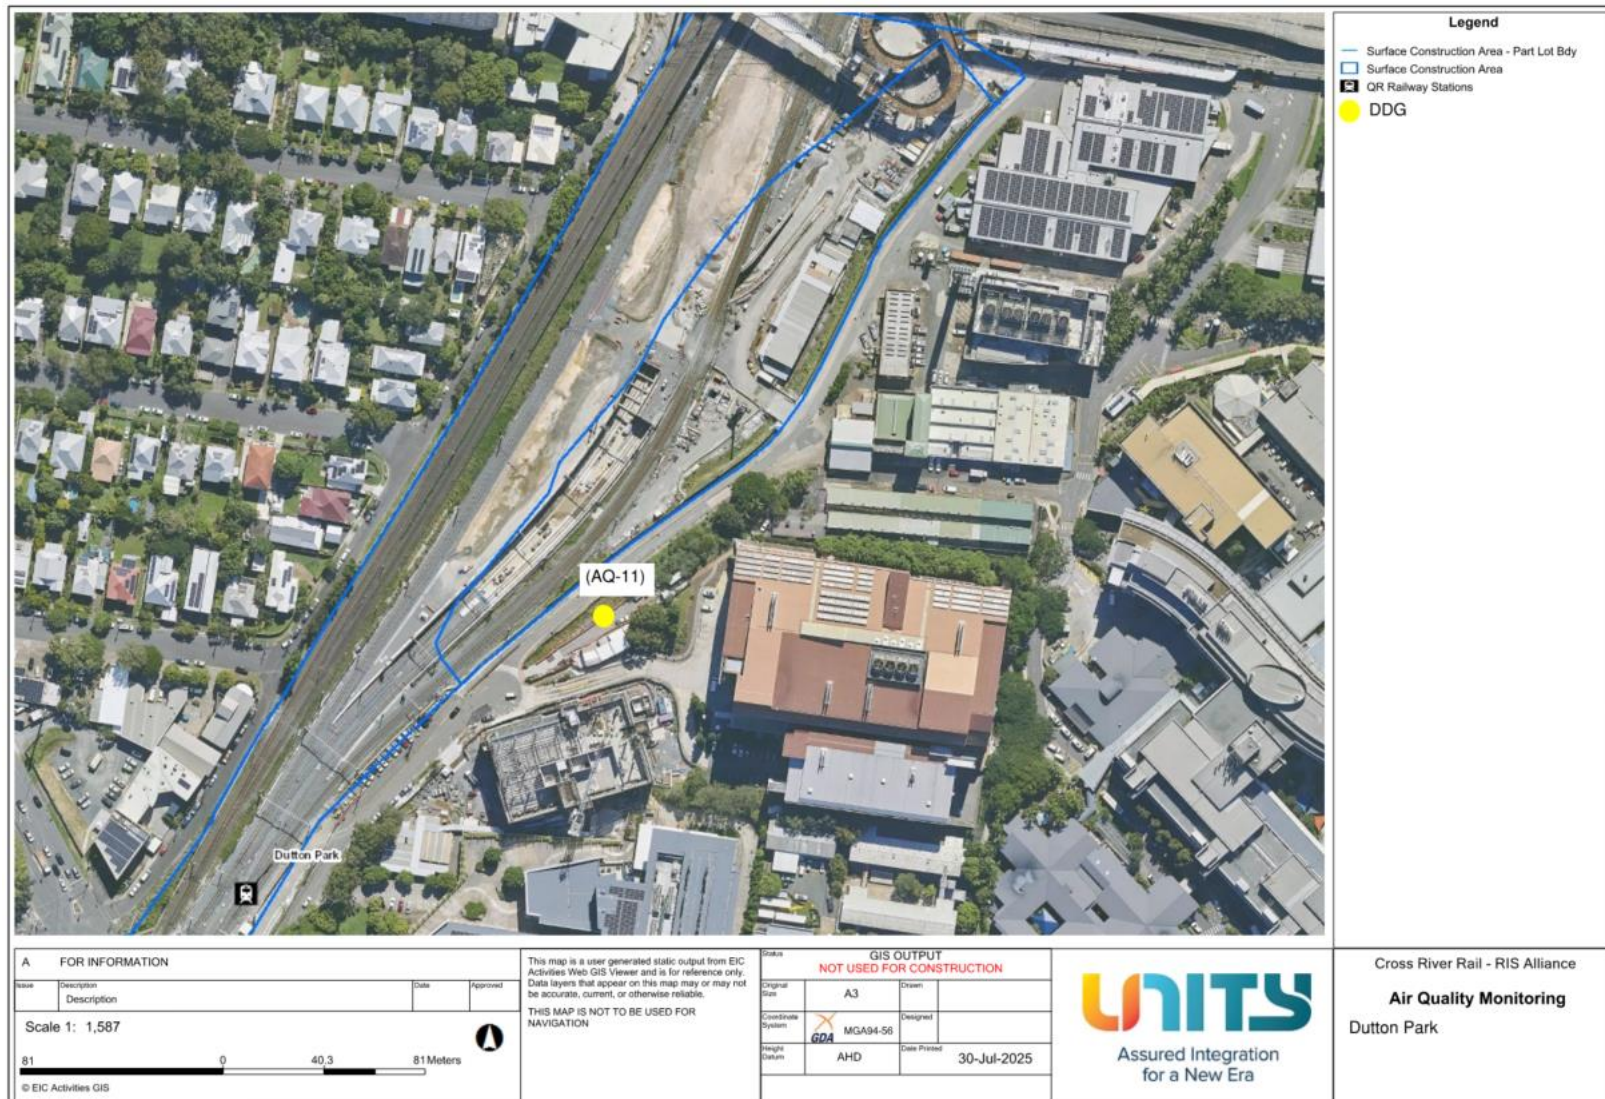 Legend
Surface Construction Area - Part Lot Bdy
Surface Construction Area
QR Railway Stations
DDG
(AQ-11)
Dutton Park
A FOR INFORMATION
Issue Description Date Approved
Description
Scale 1: 1,587
81 0 40.3 81 Meters
© EIC Activities GIS
This map is a user generated static output from EIC
Activities Web GIS Viewer and is for reference only.
Data layers that appear on this map may or may not
be accurate, current, or otherwise reliable.
THIS MAP IS NOT TO BE USED FOR
NAVIGATION
Status GIS OUTPUT
NOT USED FOR CONSTRUCTION
Original
Size A3 Drawn
Coordinate
System GDA MGA94-56 Designed
Height
Datum AHD Date Printed 30-Jul-2025
UNITY
Assured Integration
for a New Era
Cross River Rail - RIS Alliance
Air Quality Monitoring
Dutton Park